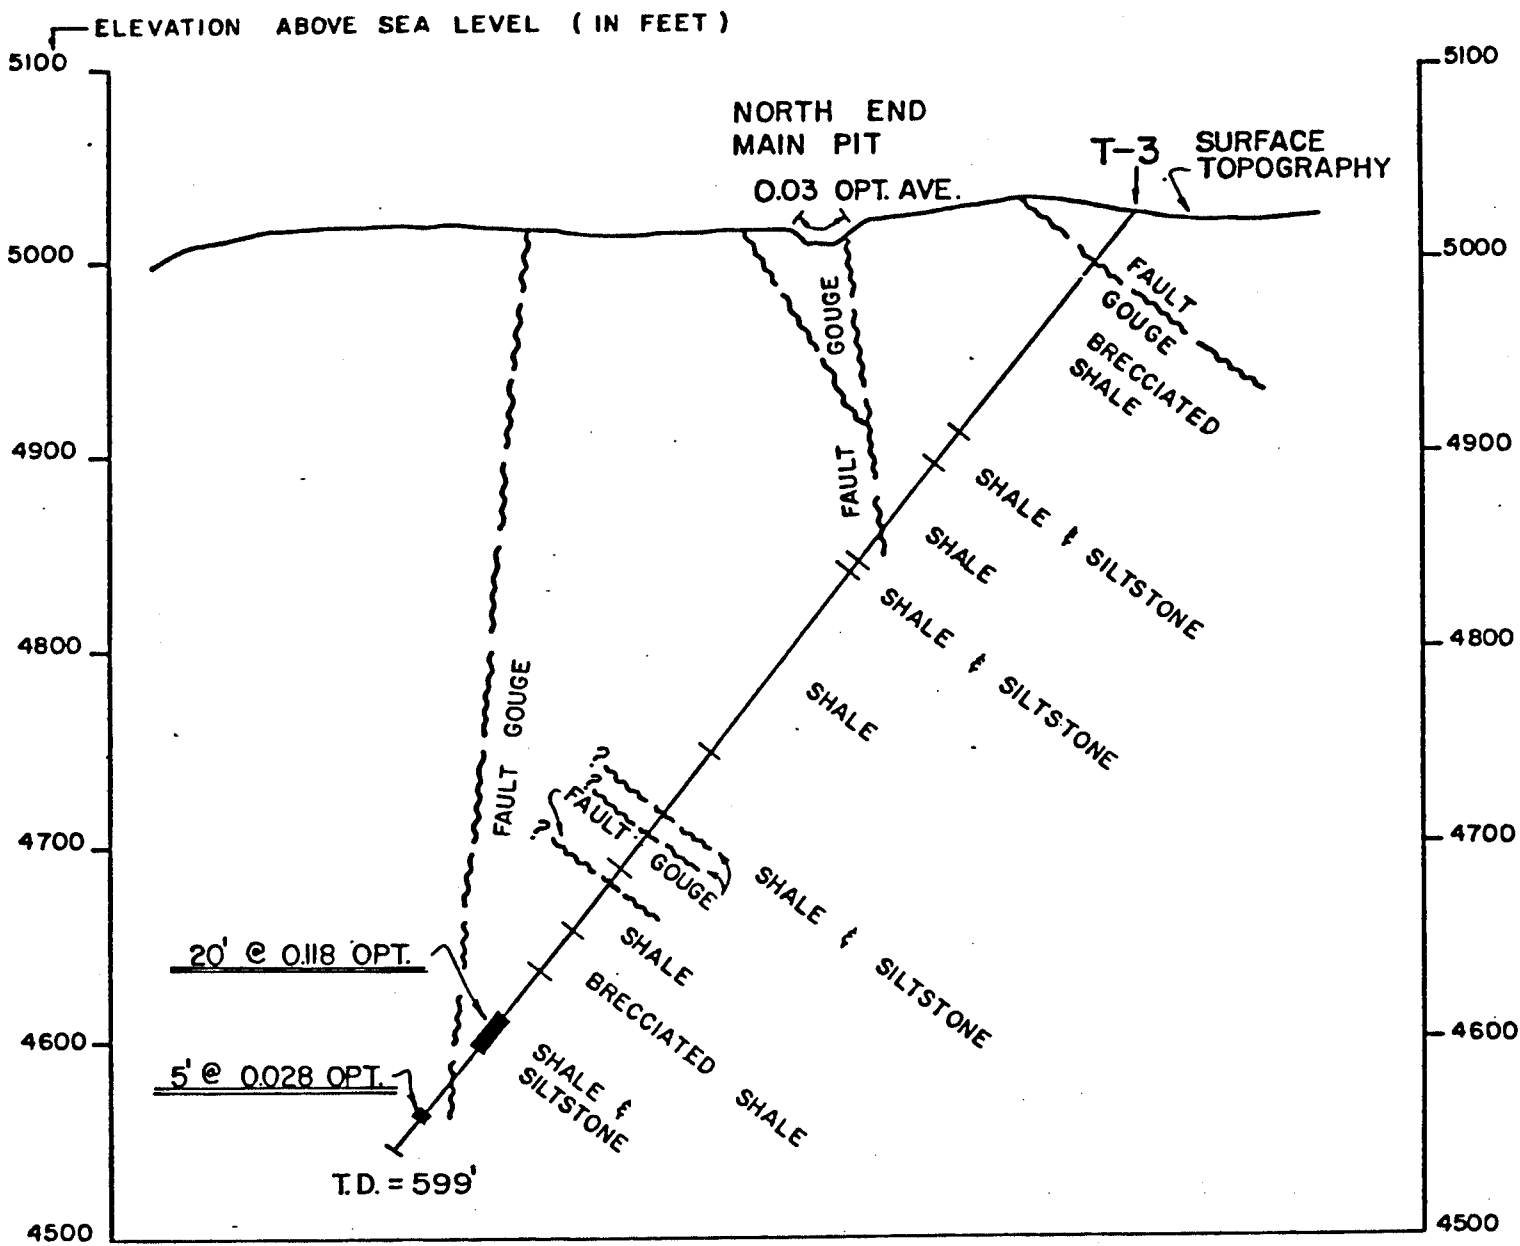 ELEVATION ABOVE SEA LEVEL (IN FEET)
5100
5100
NORTH END
MAIN PIT
0.03 OPT. AVE.
T-3
SURFACE
TOPOGRAPHY
5000
5000
FAULT
GOUGE
BRECCIATED
SHALE
FAULT GOUGE
4900
4900
SHALE & SILTSTONE
SHALE
SHALE & SILTSTONE
SHALE
4800
4800
FAULT GOUGE
?
?
?
FAULT
GOUGE
4700
4700
SHALE & SILTSTONE
SHALE
BRECCIATED SHALE
20' @ 0.118 OPT.
4600
4600
SHALE &
SILTSTONE
5' @ 0.028 OPT.
T.D. = 599'
4500
4500